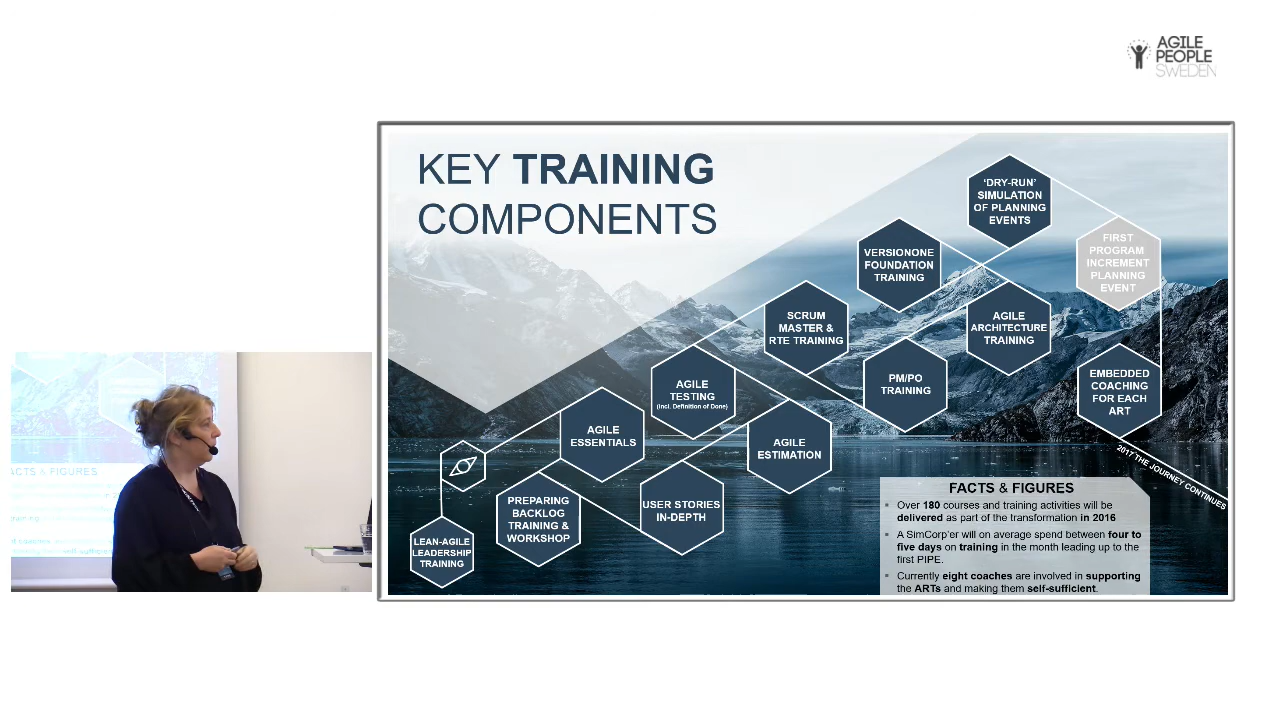 AGILE
PEOPLE
SWEDEN
KEY TRAINING
COMPONENTS
'DRY-RUN'
SIMULATION
OF PLANNING
EVENTS
FIRST
PROGRAM
INCREMENT
PLANNING
EVENT
VERSIONONE
FOUNDATION
TRAINING
SCRUM
MASTER &
RTE TRAINING
AGILE
ARCHITECTURE
TRAINING
PM/PO
TRAINING
EMBEDDED
COACHING
FOR EACH
ART
AGILE
TESTING
(incl. Definition of Done)
AGILE
ESSENTIALS
AGILE
ESTIMATION
PREPARING
BACKLOG
TRAINING &
WORKSHOP
USER STORIES
IN-DEPTH
LEAN-AGILE
LEADERSHIP
TRAINING
2017 THE JOURNEY CONTINUES
FACTS & FIGURES
▪ Over 180 courses and training activities will be
delivered as part of the transformation in 2016
▪ A SimCorp'er will on average spend between four to
five days on training in the month leading up to the
first PIPE.
▪ Currently eight coaches are involved in supporting
the ARTs and making them self-sufficient.
ACTS & FIGURES